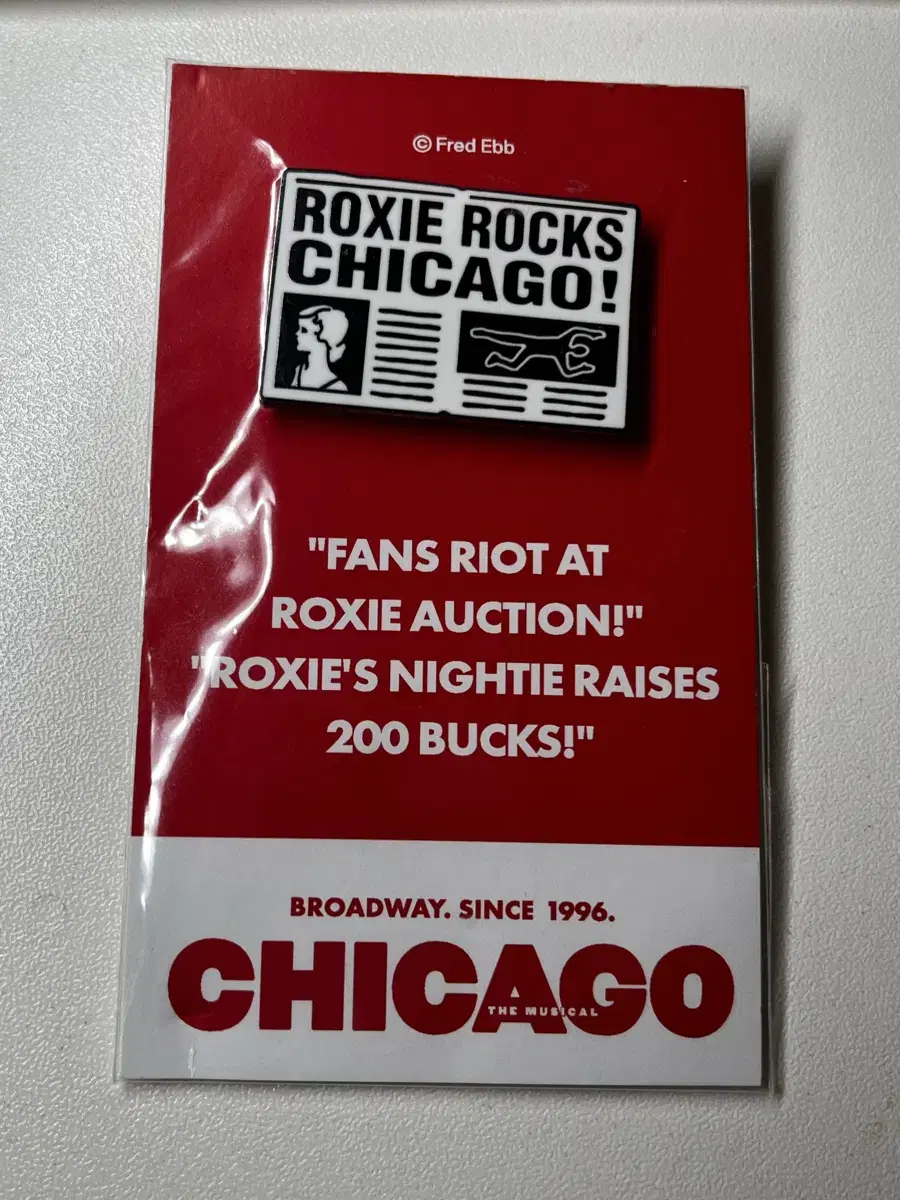 © Fred Ebb
ROXIE ROCKS
CHICAGO!
"FANS RIOT AT
ROXIE AUCTION!"
"ROXIE'S NIGHTIE RAISES
200 BUCKS!"
BROADWAY. SINCE 1996.
CHICAGO
THE MUSICAL